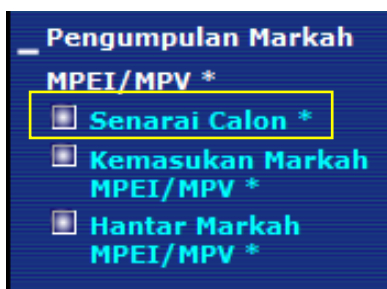 _ Pengumpulan Markah
MPEI/MPV *
Senarai Calon *
Kemasukan Markah
MPEI/MPV *
Hantar Markah
MPEI/MPV *